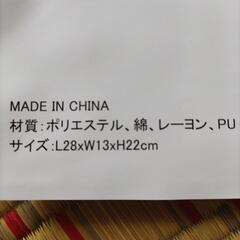 MADE IN CHINA
材質:ポリエステル、綿、レーヨン、PU
サイズ:L28xW13xH22cm